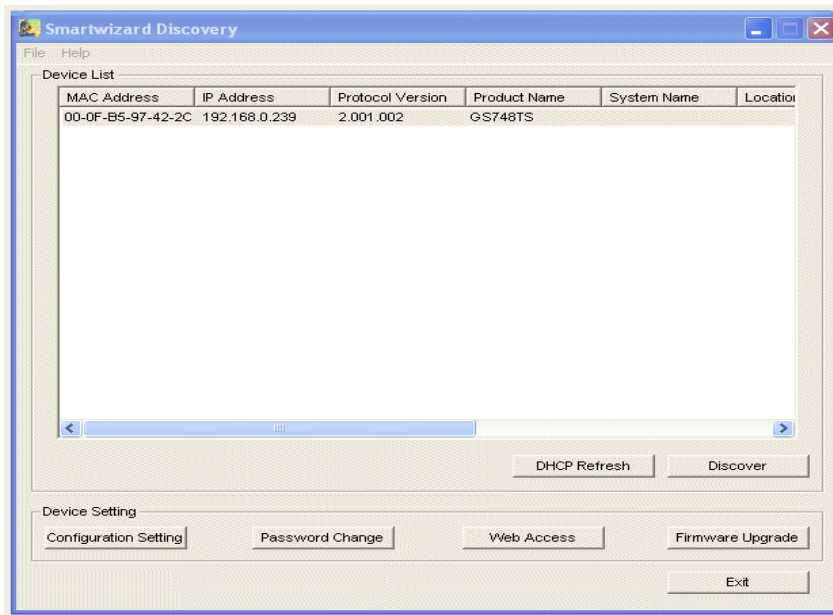 Smartwizard Discovery
File Help
Device List
MAC Address IP Address Protocol Version Product Name System Name Location
00-0F-B5-97-42-2C 192.168.0.239 2.001.002 GS748TS
DHCP Refresh Discover
Device Setting
Configuration Setting Password Change Web Access Firmware Upgrade
Exit